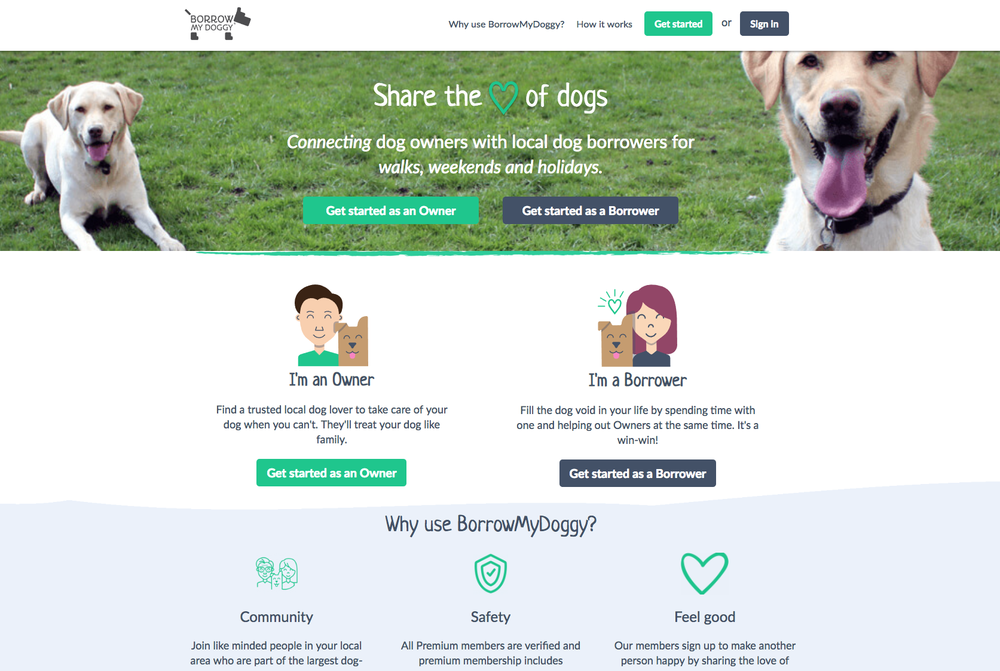 BORROW
MY DOGGY
Why use BorrowMyDoggy? How it works Get started or Sign in
Share the of dogs
Connecting dog owners with local dog borrowers for
walks, weekends and holidays.
Get started as an Owner Get started as a Borrower
I'm an Owner
Find a trusted local dog lover to take care of your
dog when you can't. They'll treat your dog like
family.
Get started as an Owner
I'm a Borrower
Fill the dog void in your life by spending time with
one and helping out Owners at the same time. It's a
win-win!
Get started as a Borrower
Why use BorrowMyDoggy?
Community
Join like minded people in your local
area who are part of the largest dog-
Safety
All Premium members are verified and
premium membership includes
Feel good
Our members sign up to make another
person happy by sharing the love of